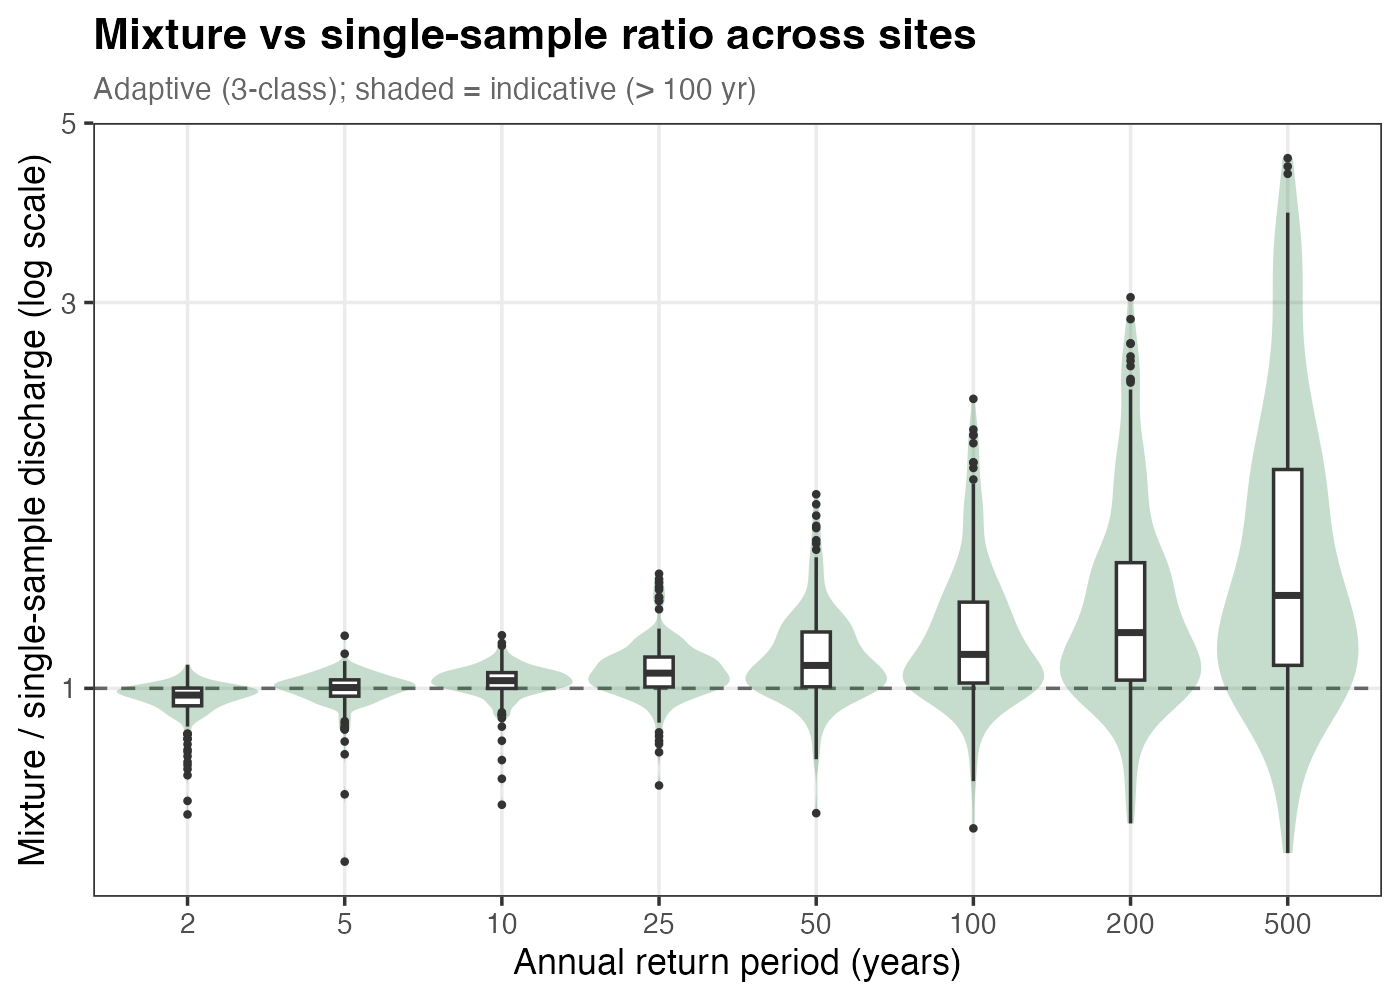 Mixture vs single-sample ratio across sites
Adaptive (3-class); shaded = indicative (> 100 yr)
Mixture / single-sample discharge (log scale)
5
3
1
2 5 10 25 50 100 200 500
Annual return period (years)